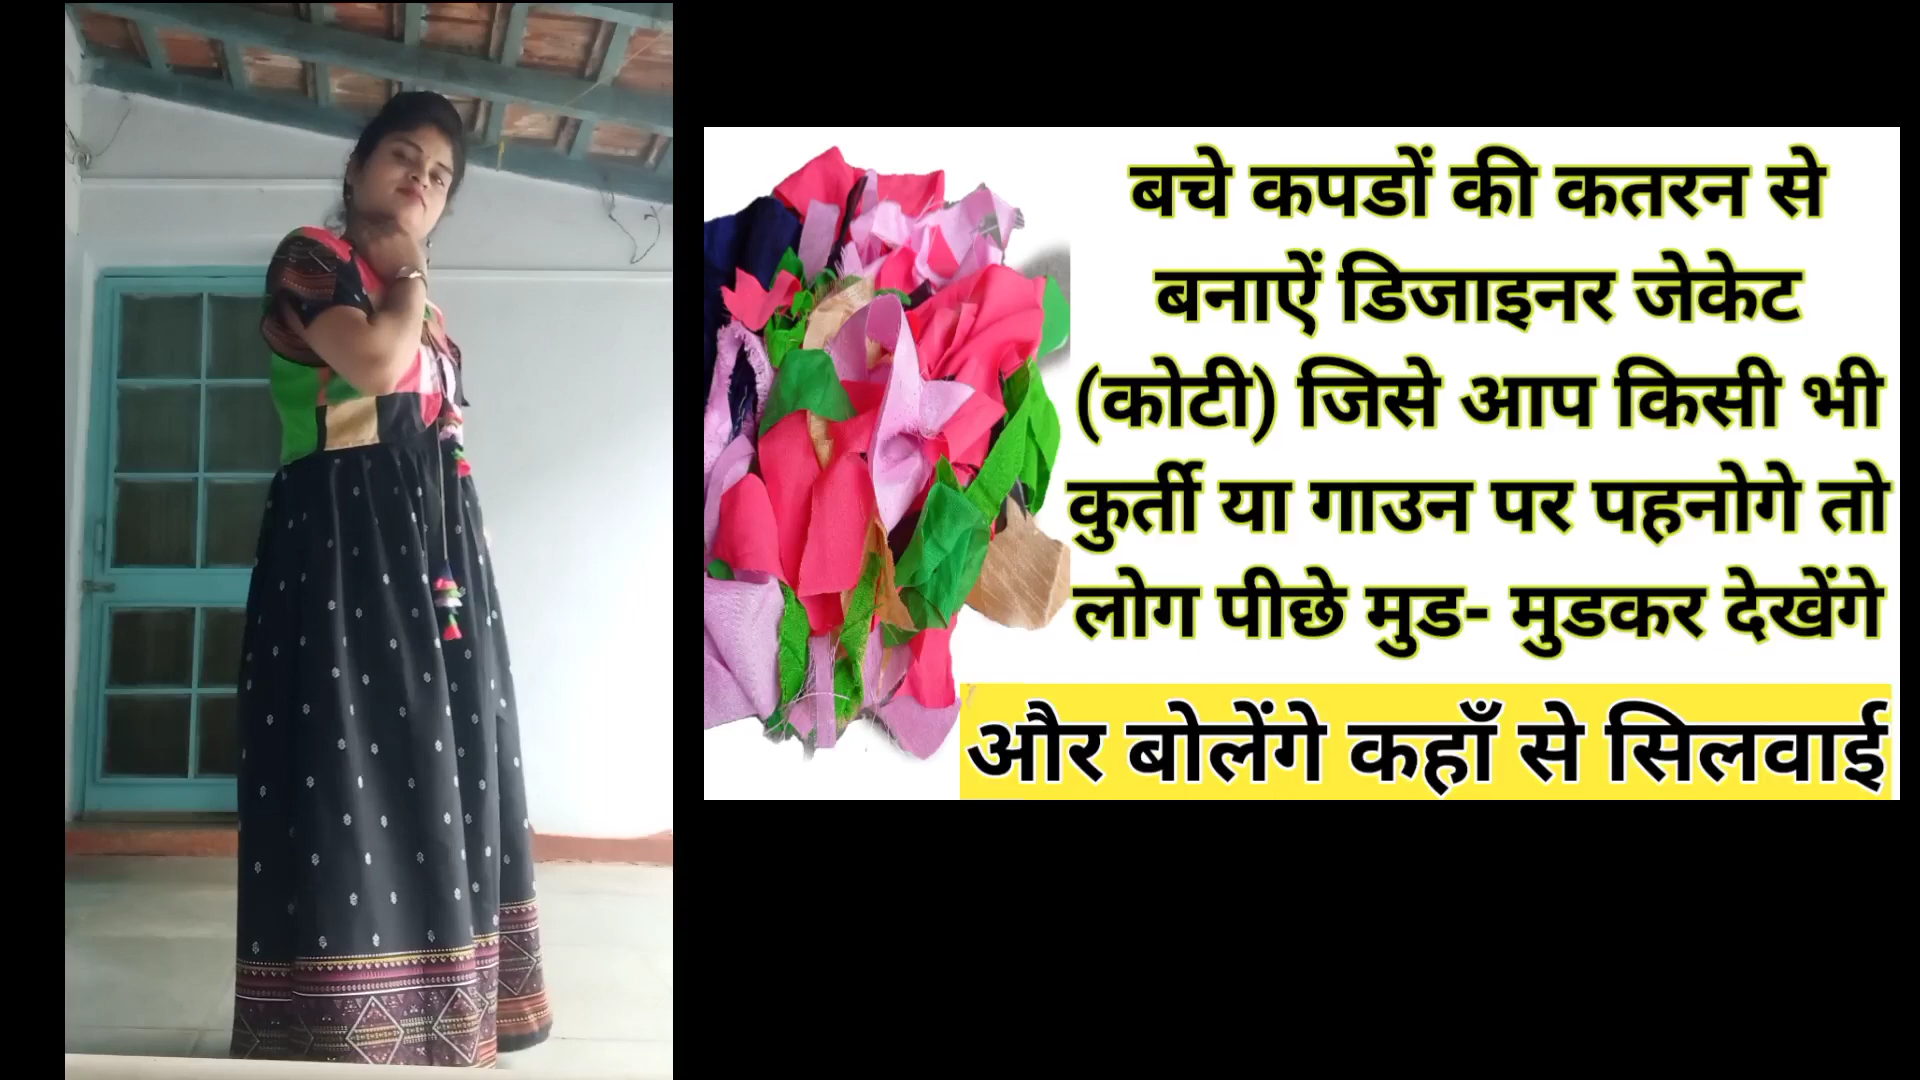 बचे कपडों की कतरन से
बनाऐं डिजाइनर जेकेट
(कोटी) जिसे आप किसी भी
कुर्ती या गाउन पर पहनोगे तो
लोग पीछे मुड- मुडकर देखेंगे
और बोलेंगे कहाँ से सिलवाई